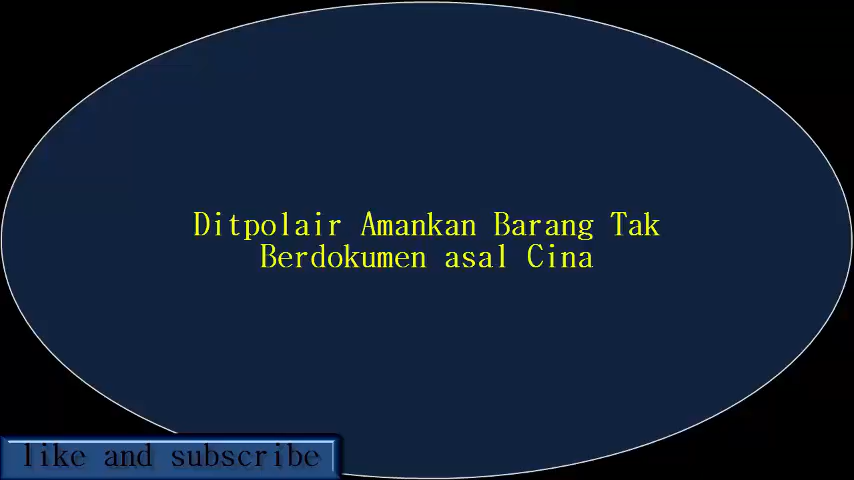 Ditpolair Amankan Barang Tak
Berdokumen asal Cina
like and subscribe